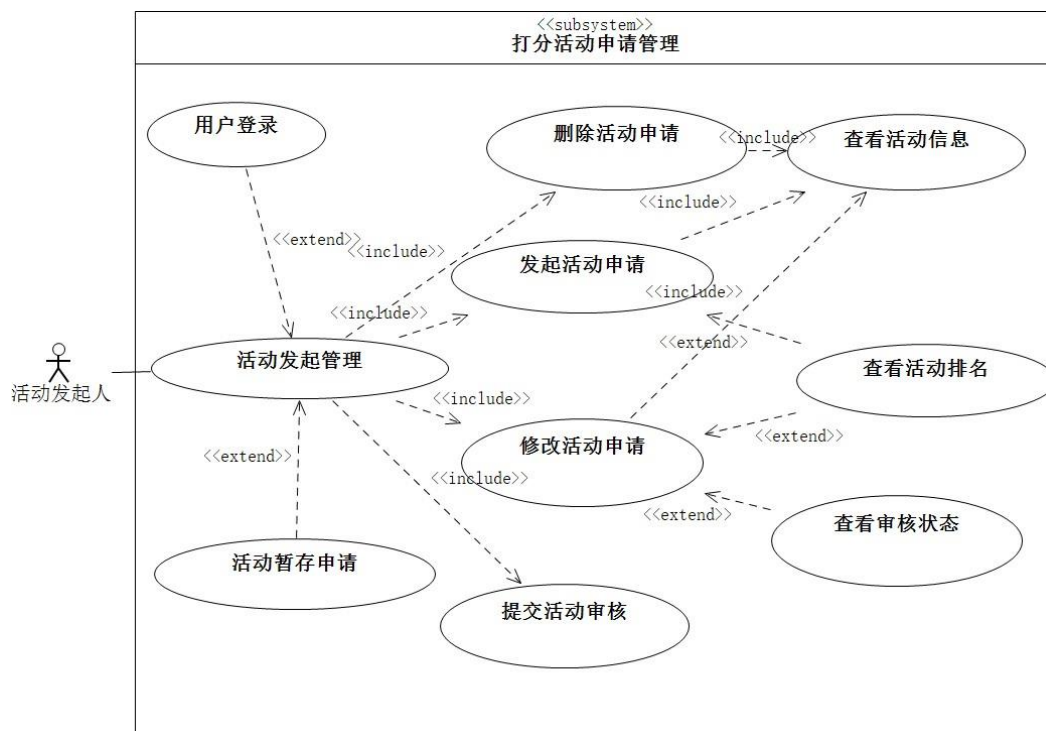 <<subsystem>>
打分活动申请管理
用户登录
删除活动申请
<<include>>
查看活动信息
<<include>>
<<extend>>
<<include>>
发起活动申请
<<include>>
<<include>>
<<extend>>
活动发起管理
查看活动排名
活动发起人
<<include>>
<<extend>>
修改活动申请
<<extend>>
<<include>>
<<extend>>
查看审核状态
活动暂存申请
提交活动审核